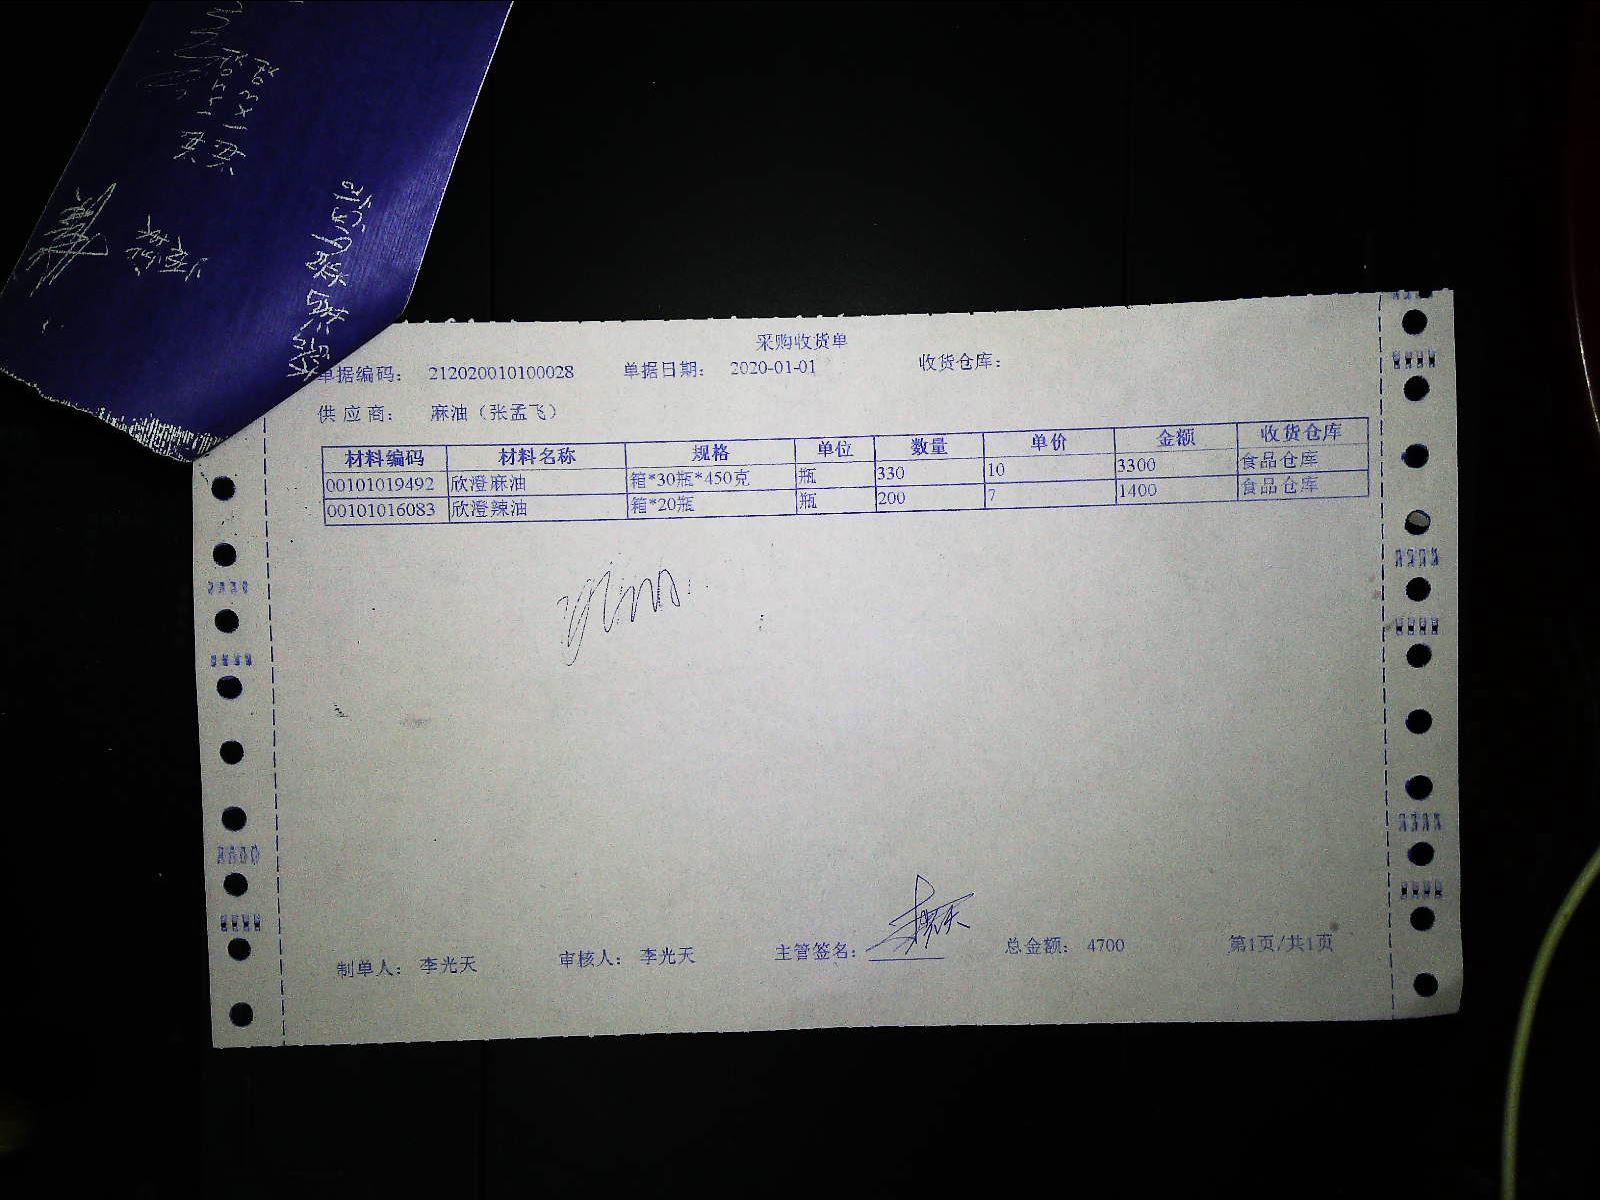 采购收货单
单据编码： 212020010100028 单据日期： 2020-01-01 收货仓库：
供应商： 麻油（张孟飞）
材料编码 材料名称 规格 单位 数量 单价 金额 收货仓库
00101019492 欣澄麻油 箱*30瓶*450克 瓶 330 10 3300 食品仓库
00101016083 欣澄辣油 箱*20瓶 瓶 200 7 1400 食品仓库
制单人： 李光天 审核人： 李光天 主管签名： 总金额： 4700 第1页/共1页